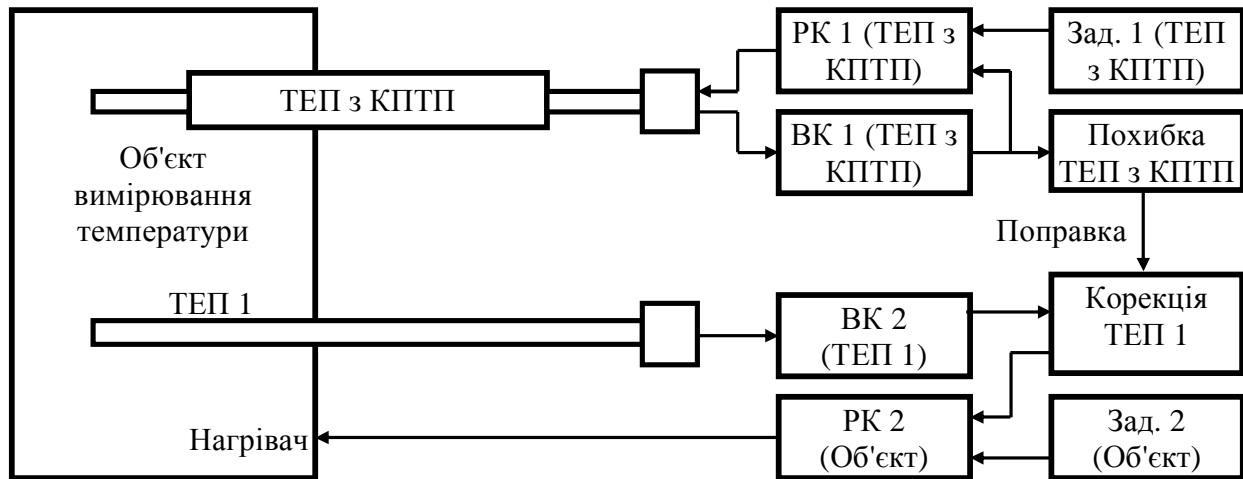 РК 1 (ТЕП з
КПТП)
Зад. 1 (ТЕП
з КПТП)
ТЕП з КПТП
ВК 1 (ТЕП з
КПТП)
Похибка
ТЕП з КПТП
Об'єкт
вимірювання
температури
Поправка
ТЕП 1
ВК 2
(ТЕП 1)
Корекція
ТЕП 1
Нагрівач
РК 2
(Об'єкт)
Зад. 2
(Об'єкт)